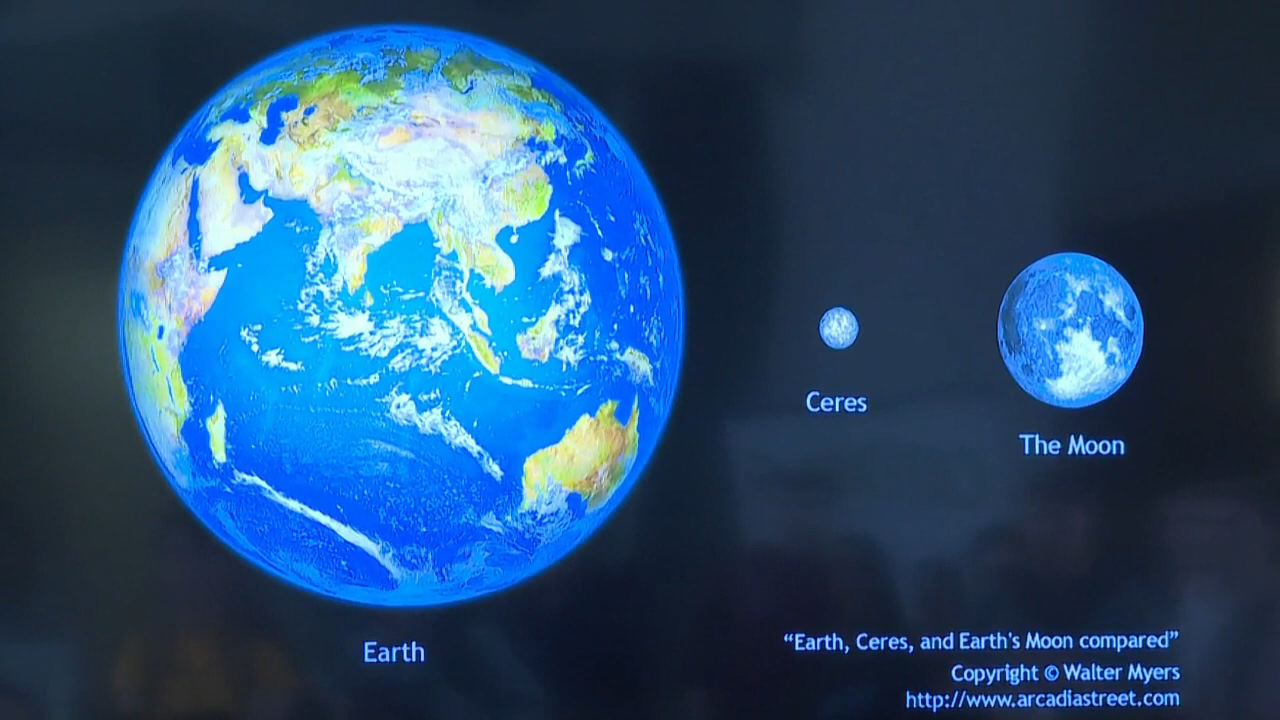 Ceres
The Moon
Earth
“Earth, Ceres, and Earth's Moon compared”
Copyright © Walter Myers
http://www.arcadiastreet.com